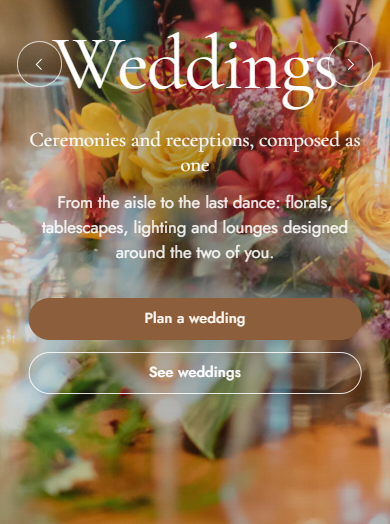 Weddings
Ceremonies and receptions, composed as
one
From the aisle to the last dance: florals,
tablescapes, lighting and lounges designed
around the two of you.
Plan a wedding
See weddings